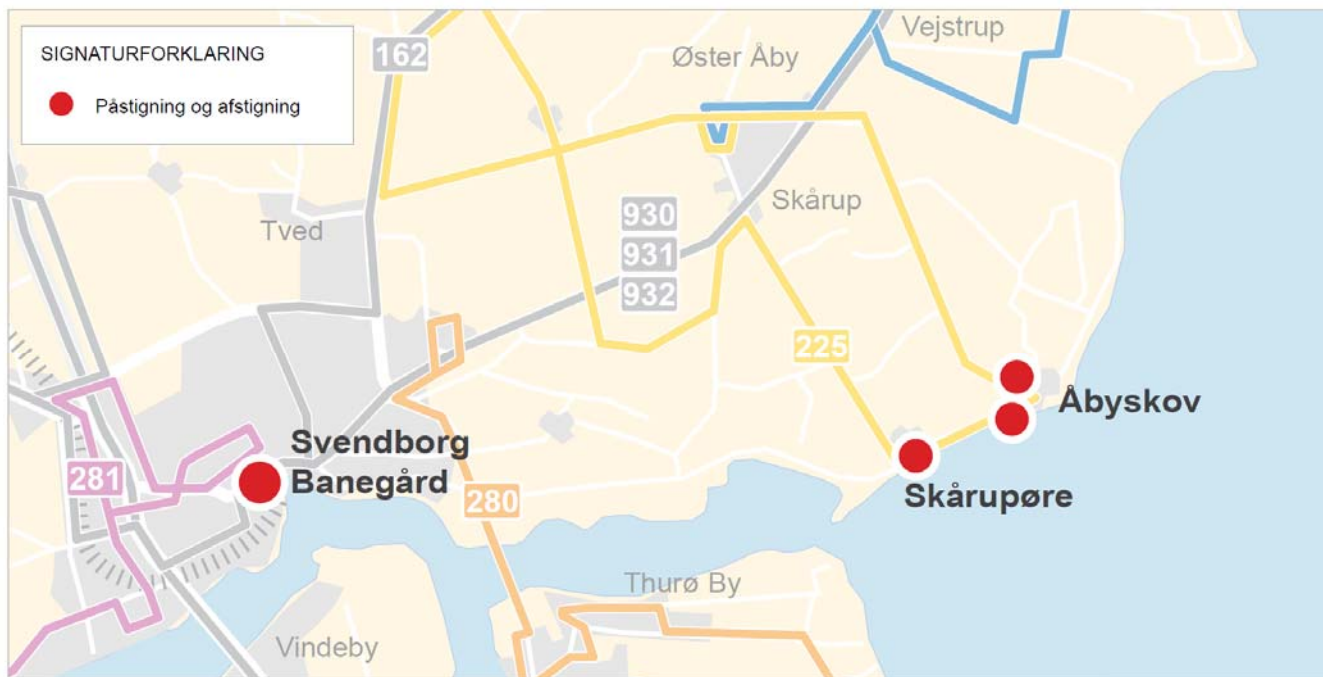 SIGNATURFORKLARING
Påstigning og afstigning
162
Vejstrup
Øster Åby
Tved
930
931
932
Skårup
225
Åbyskov
Svendborg
Banegård
281
280
Skårupøre
Thurø By
Vindeby